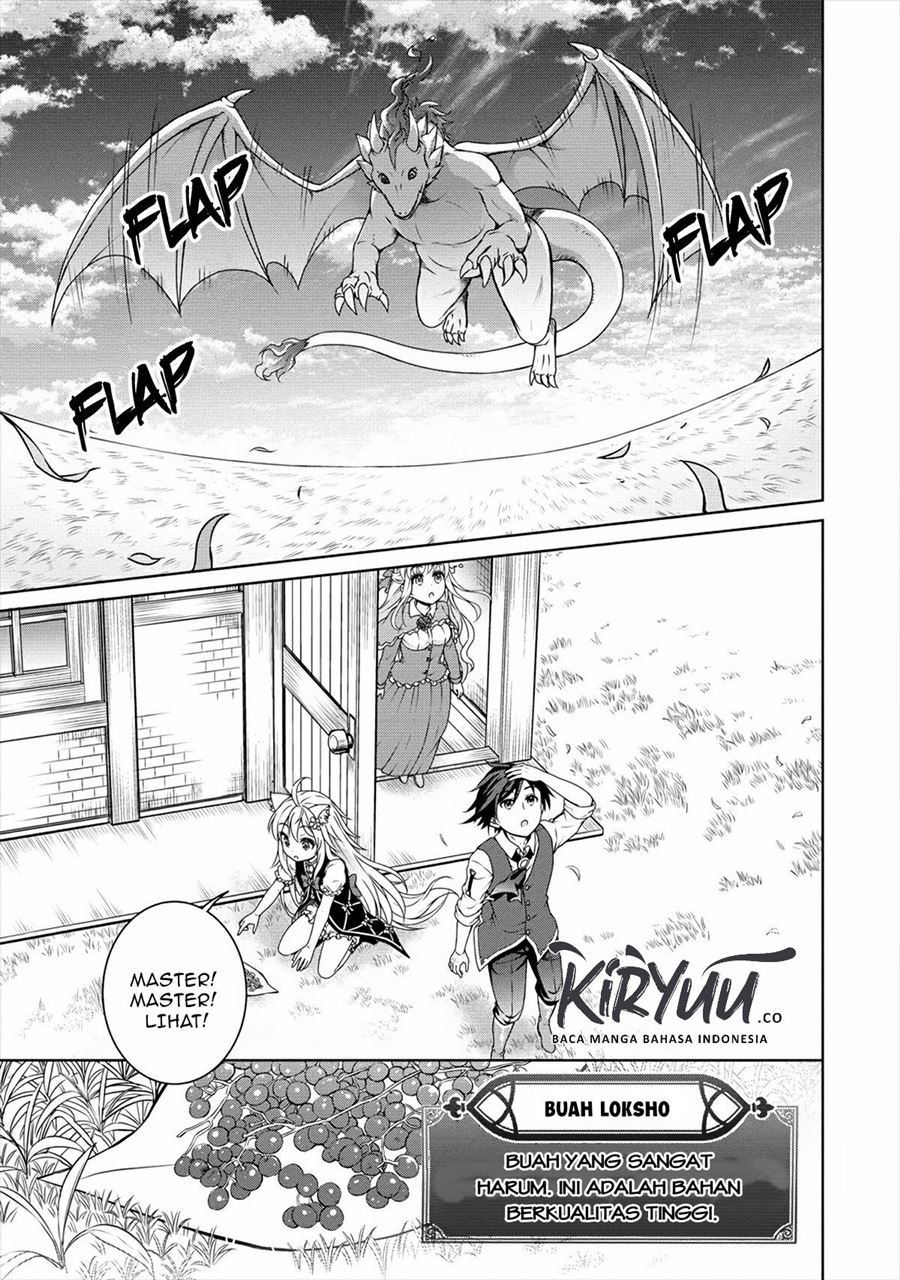 FLAP
FLAP
FLAP
MASTER!
MASTER!
LIHAT!
KIRYUU.CO
BACA MANGA BAHASA INDONESIA
BUAH LOKSHO
BUAH YANG SANGAT
HARUM. INI ADALAH BAHAN
BERKUALITAS TINGGI.